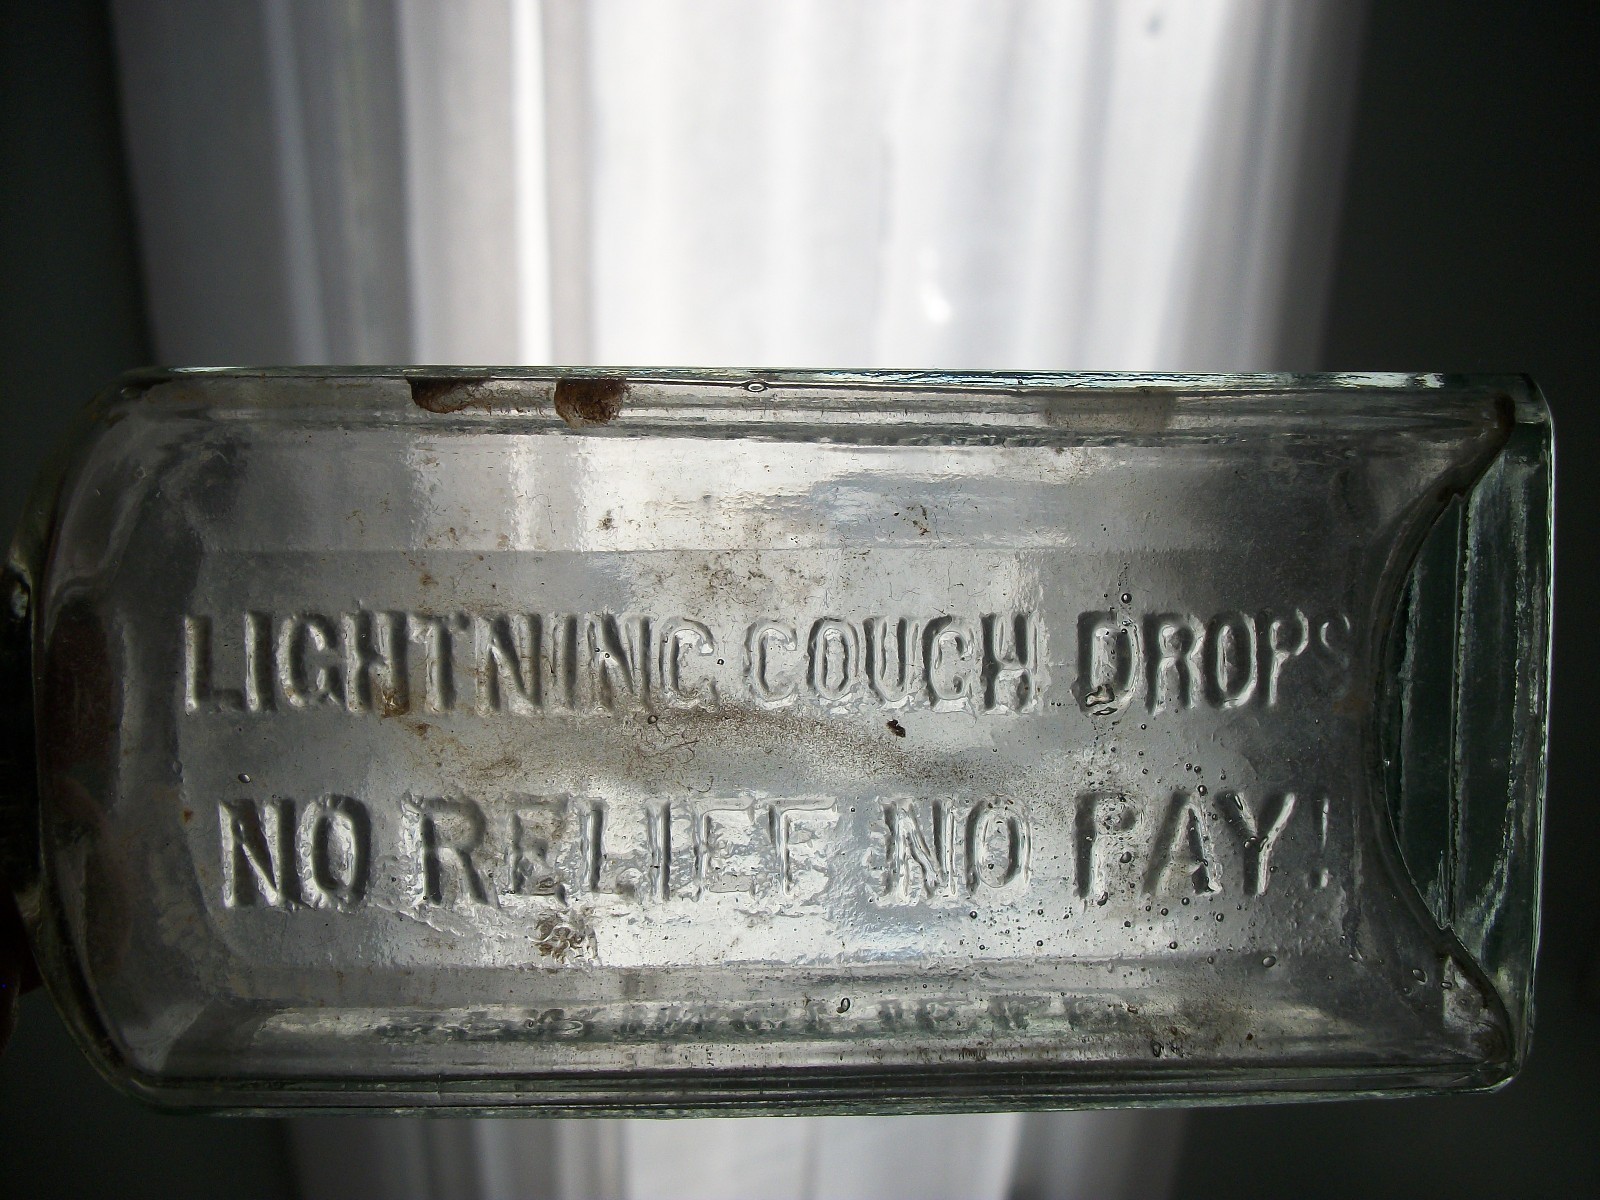 LIGHTNING COUGH DROPS
NO RELIEF NO PAY!